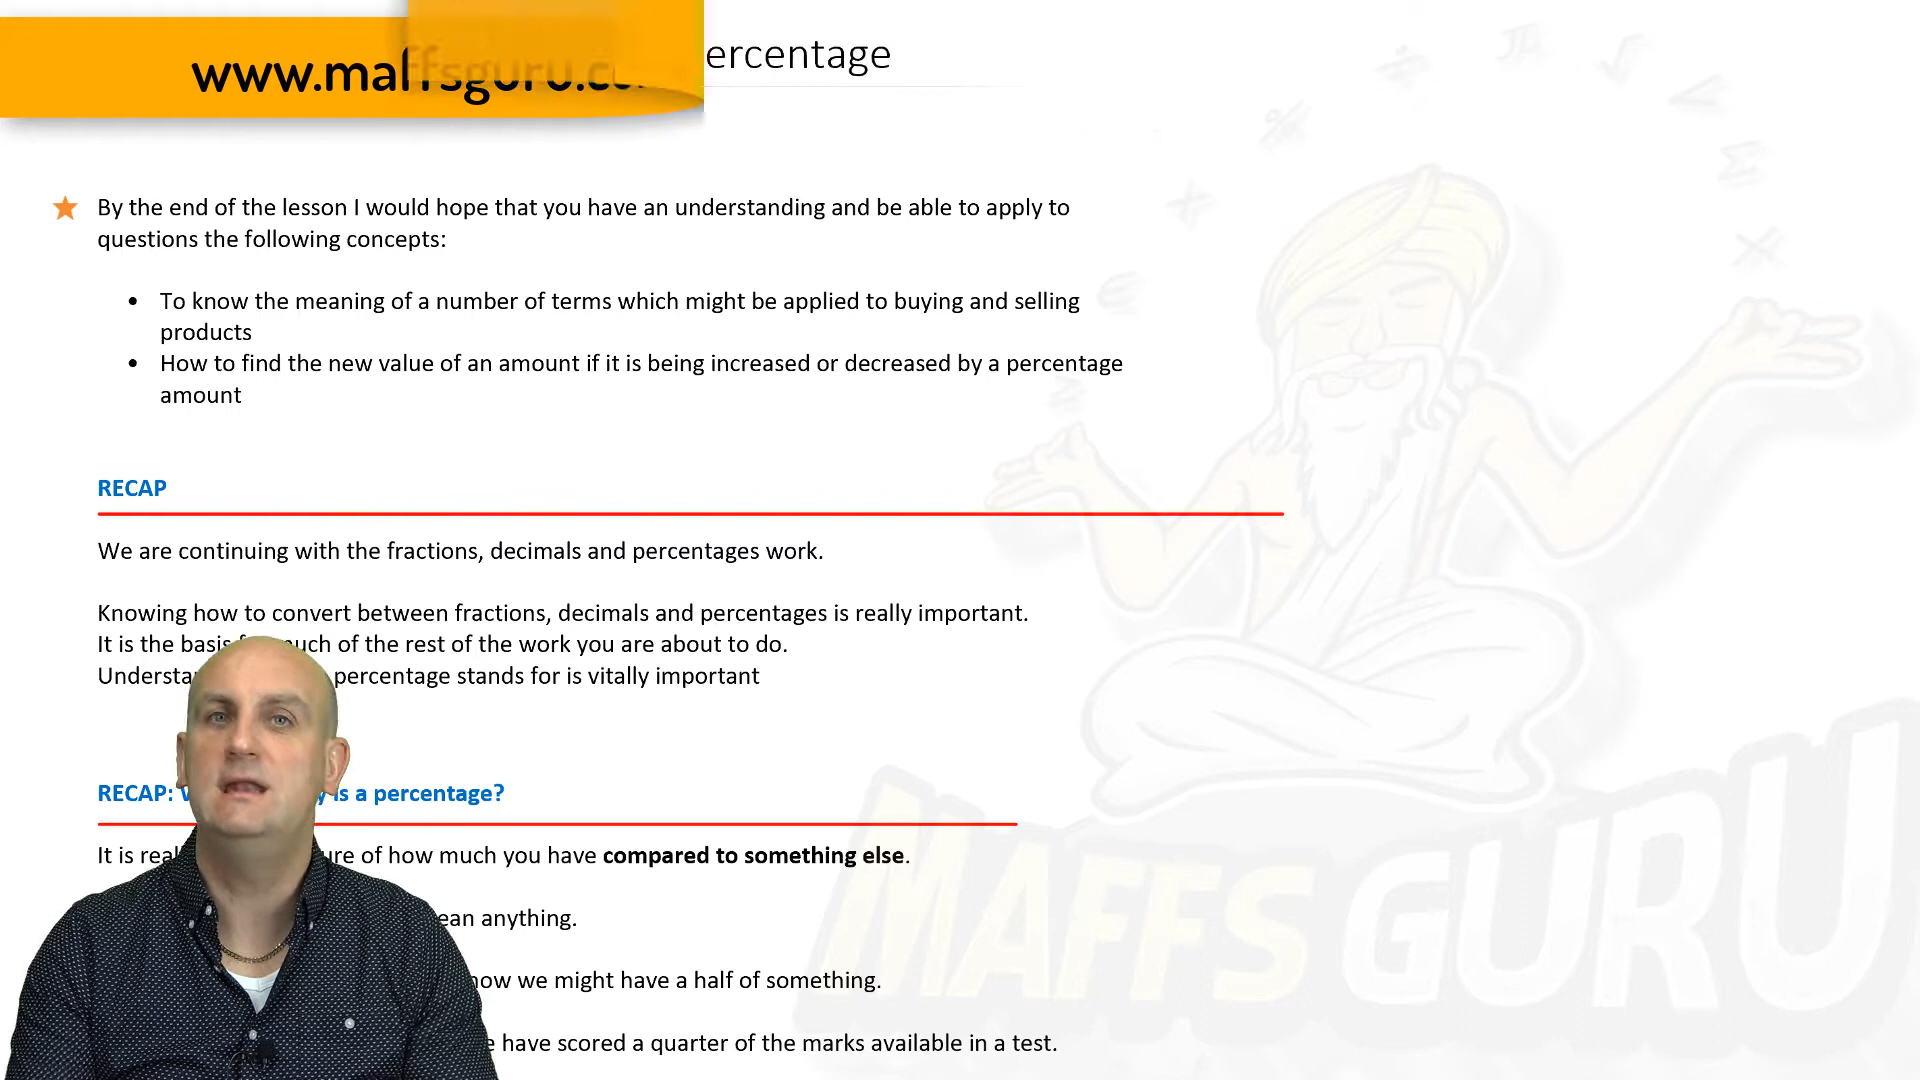 www.maffsguru.
ercentage
By the end of the lesson I would hope that you have an understanding and be able to apply to
questions the following concepts:
• To know the meaning of a number of terms which might be applied to buying and selling
products
• How to find the new value of an amount if it is being increased or decreased by a percentage
amount
RECAP
We are continuing with the fractions, decimals and percentages work.
Knowing how to convert between fractions, decimals and percentages is really important.
It is the basis much of the rest of the work you are about to do.
percentage stands for is vitally important
RECAP: is a percentage?
It is of how much you have compared to something else.
anything.
we might have a half of something.
have scored a quarter of the marks available in a test.
MAFFS GURU